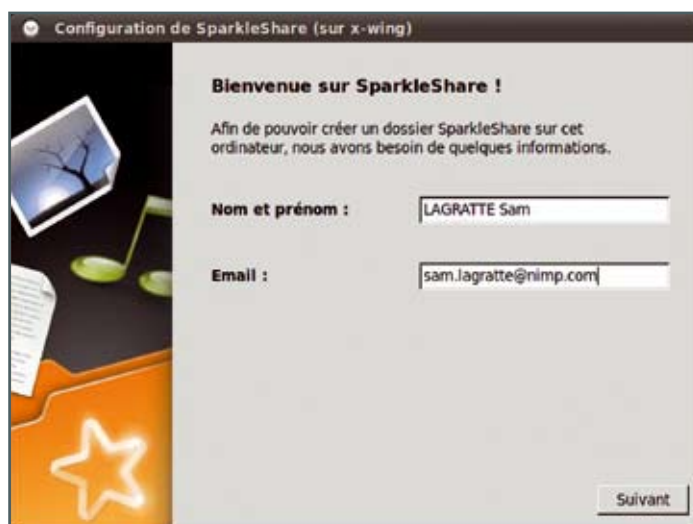 Configuration de SparkleShare (sur x-wing)
Bienvenue sur SparkleShare !
Afin de pouvoir créer un dossier SparkleShare sur cet
ordinateur, nous avons besoin de quelques informations.
Nom et prénom :
LAGRATTE Sam
Email :
sam.lagratte@nimp.com
Suivant